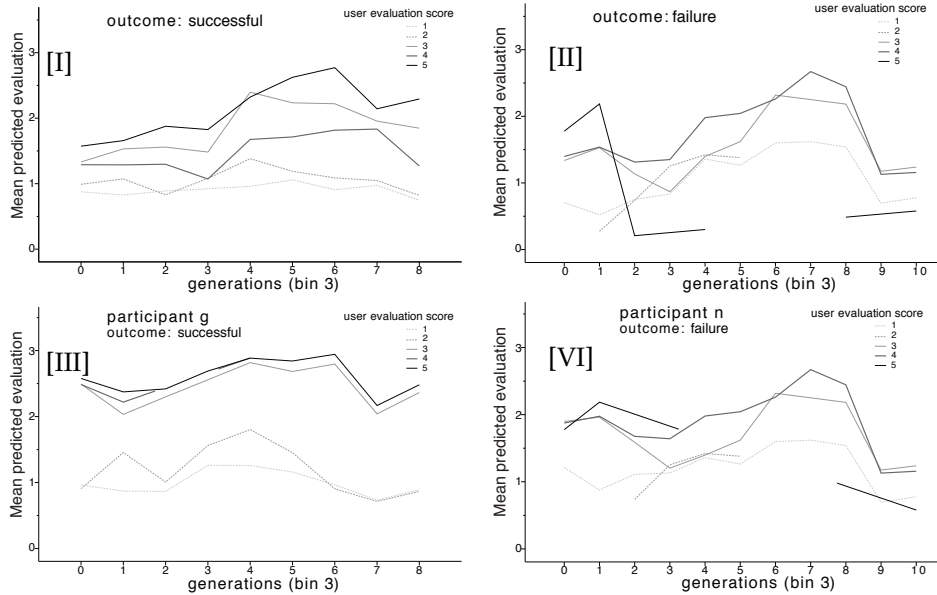 outcome: successful
user evaluation score
1
2
3
4
5
[I]
Mean predicted evaluation
3
2
1
0
0 1 2 3 4 5 6 7 8
generations (bin 3)
outcome: failure
user evaluation score
1
2
3
4
5
[II]
Mean predicted evaluation
3
2
1
0
0 1 2 3 4 5 6 7 8 9 10
generations (bin 3)
participant g
outcome: successful
user evaluation score
1
2
3
4
5
[III]
Mean predicted evaluation
3
2
1
0
0 1 2 3 4 5 6 7 8
generations (bin 3)
participant n
outcome: failure
user evaluation score
1
2
3
4
5
[VI]
Mean predicted evaluation
3
2
1
0
0 1 2 3 4 5 6 7 8 9 10
generations (bin 3)